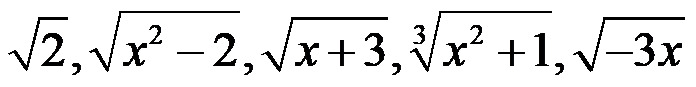 √2, √(x² − 2), √(x + 3), ∛(x² + 1), √(−3x)